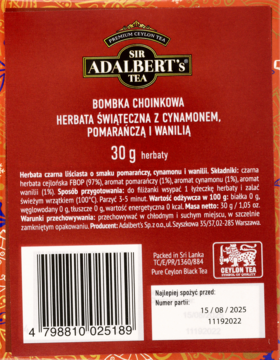 PREMIUM CEYLON TEA
SIR
ADALBERT's
TEA
BOMBKA CHOINKOWA
HERBATA ŚWIĄTECZNA Z CYNAMONEM,
POMARAŃCZĄ I WANILIĄ
30 g herbaty
Herbata czarna liściasta o smaku pomarańczy, cynamonu i wanilii. Składniki: czarna
herbata cejlońska FBOP (97%), aromat pomarańczy (1%), aromat cynamonu (1%), aromat
wanilii (1%). Sposób przygotowania: do filiżanki wsypać 1 łyżeczkę herbaty i zalać
świeżym wrzątkiem (100°C). Parzyć 3-5 minut. Wartość odżywcza w 100 g: białka 0 g,
węglowodany 0 g, tłuszcze 0 g, wartość energetyczna 0 kcal. Masa netto: 30 g / 1,05 oz.
Warunki przechowywania: przechowywać w chłodnym i suchym miejscu, w szczelnie
zamkniętym opakowaniu. Producent: Adalbert's Sp. z o.o., ul. Szyszkowa 35/37, 02-285 Warszawa.
Packed in Sri Lanka
TC/E/PR/1360/884
Pure Ceylon Black Tea
CEYLON TEA
SYMBOL OF QUALITY
Najlepiej spożyć przed:
Numer partii:
15 / 08 / 2025
11192022
4 798810 025189